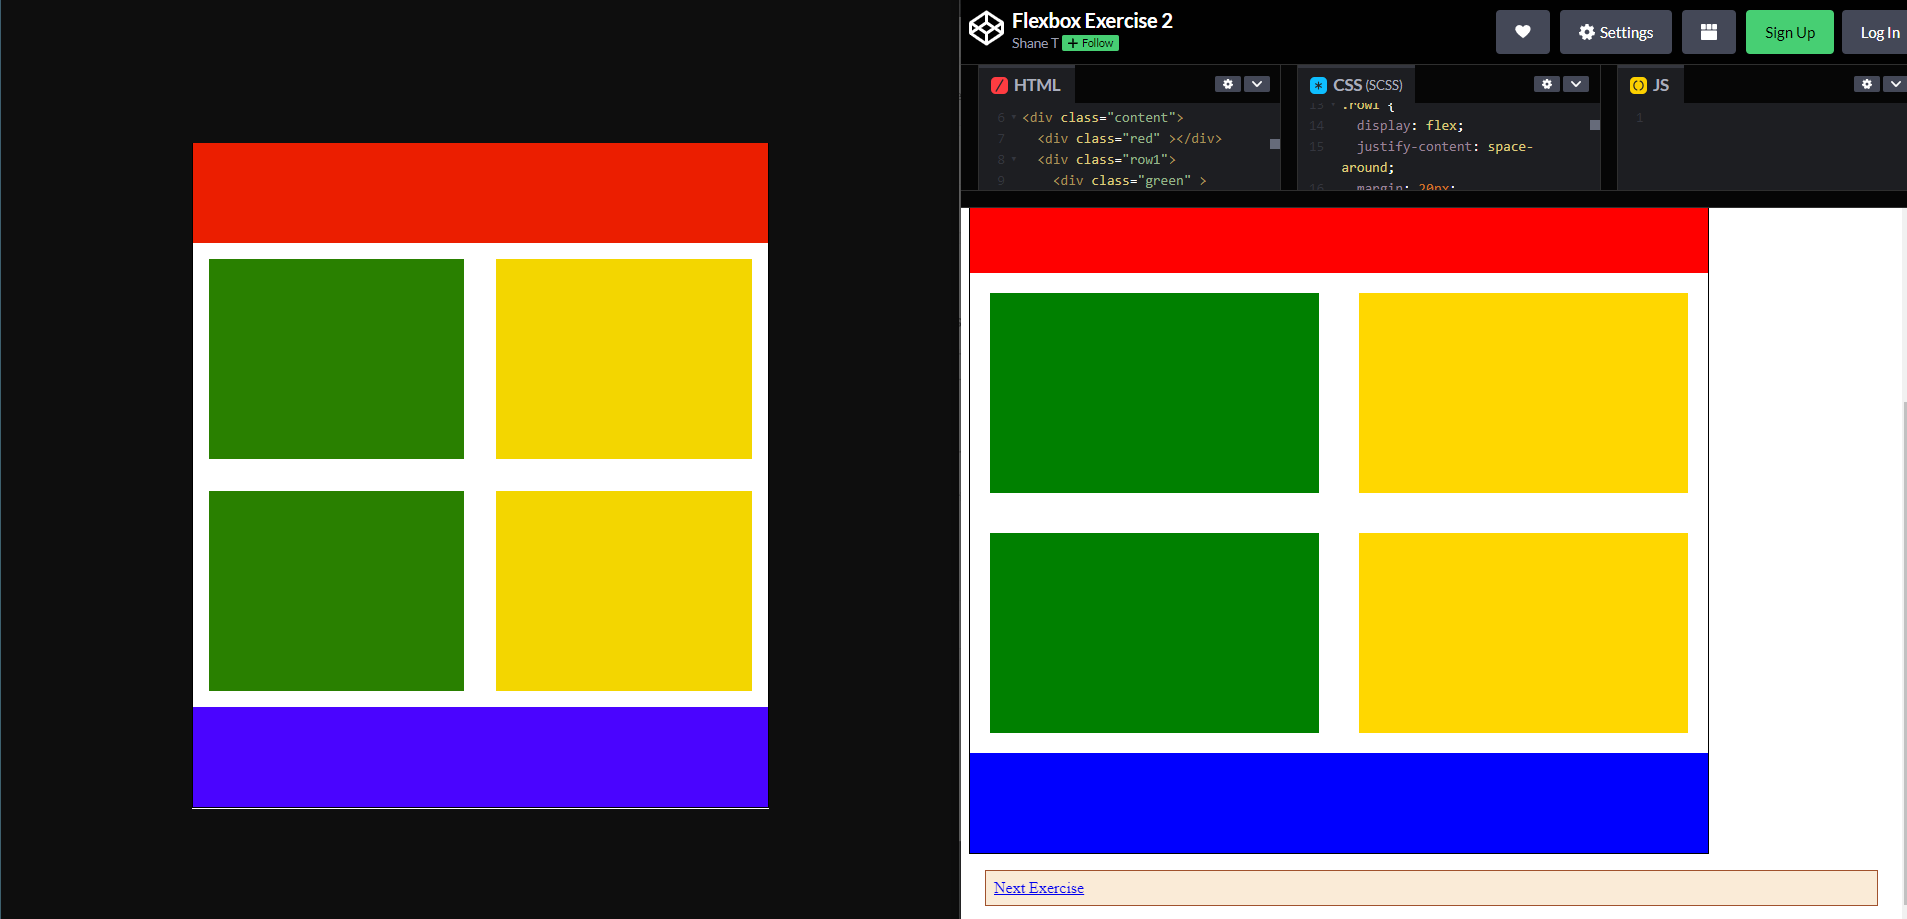 Flexbox Exercise 2
Shane T + Follow
Settings
Sign Up
Log In
HTML
6 <div class="content">
7 <div class="red" ></div>
8 <div class="row1">
9 <div class="green" >
CSS (SCSS)
13 .row1 {
14 display: flex;
15 justify-content: space-
around;
16 margin: 20px;
JS
1
Next Exercise